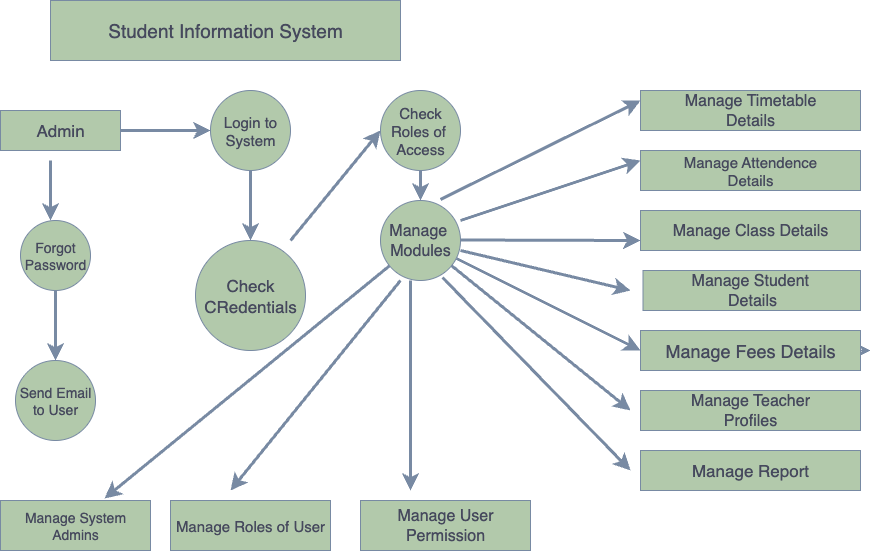 Student Information System
Admin
Login to
System
Check
Roles of
Access
Manage Timetable
Details
Manage Attendence
Details
Forgot
Password
Check
CRedentials
Manage
Modules
Manage Class Details
Manage Student
Details
Manage Fees Details
Send Email
to User
Manage Teacher
Profiles
Manage Report
Manage System
Admins
Manage Roles of User
Manage User
Permission